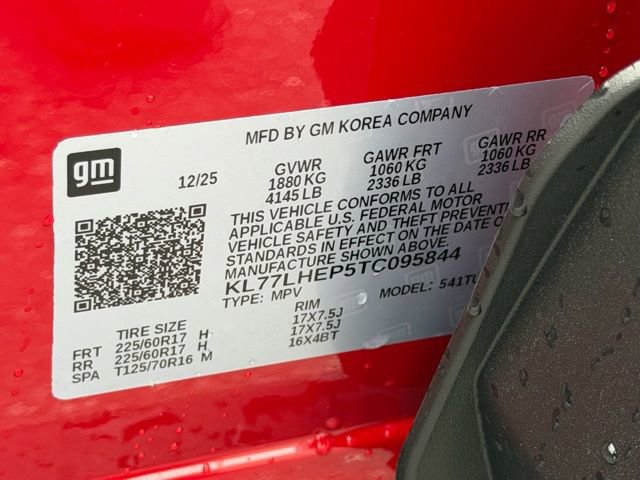 MFD BY GM KOREA COMPANY
gm
12/25
GVWR
1880 KG
4145 LB
GAWR FRT
1060 KG
2336 LB
GAWR RR
1060 KG
2336 LB
THIS VEHICLE CONFORMS TO ALL
APPLICABLE U.S. FEDERAL MOTOR
VEHICLE SAFETY AND THEFT PREVENTI
STANDARDS IN EFFECT ON THE DATE O
MANUFACTURE SHOWN ABOVE.
KL77LHEP5TC095844
TYPE: MPV
MODEL: 541TU
TIRE SIZE
RIM
FRT 225/60R17 H 17X7.5J
RR 225/60R17 H 17X7.5J
SPA T125/70R16 M 16X4BT